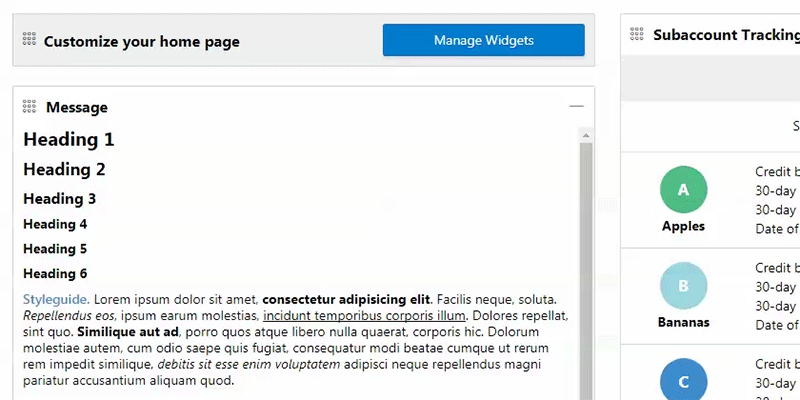 Customize your home page
Manage Widgets
Message
Heading 1
Heading 2
Heading 3
Heading 4
Heading 5
Heading 6
Styleguide. Lorem ipsum dolor sit amet, consectetur adipisicing elit. Facilis neque, soluta.
Repellendus eos, ipsum earum molestias, incidunt temporibus corporis illum. Dolores repellat,
sint quo. Similique aut ad, porro quos atque libero nulla quaerat, corporis hic. Dolorum
molestiae autem, cum odio saepe quis fugiat, consequatur modi beatae cumque ut rerum
rem impedit similique, debitis sit esse enim voluptatem adipisci neque repellendus magni
pariatur accusantium aliquam quod.
Subaccount Tracking
S
A
Apples
Credit b
30-day
30-day
Date of
B
Bananas
Credit b
30-day
30-day
Date of
C
Credit b
30-day